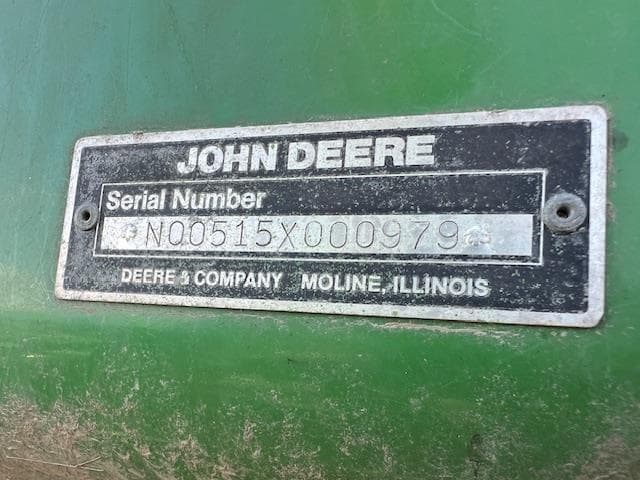 JOHN DEERE
Serial Number
N00515X000979
DEERE & COMPANY MOLINE, ILLINOIS